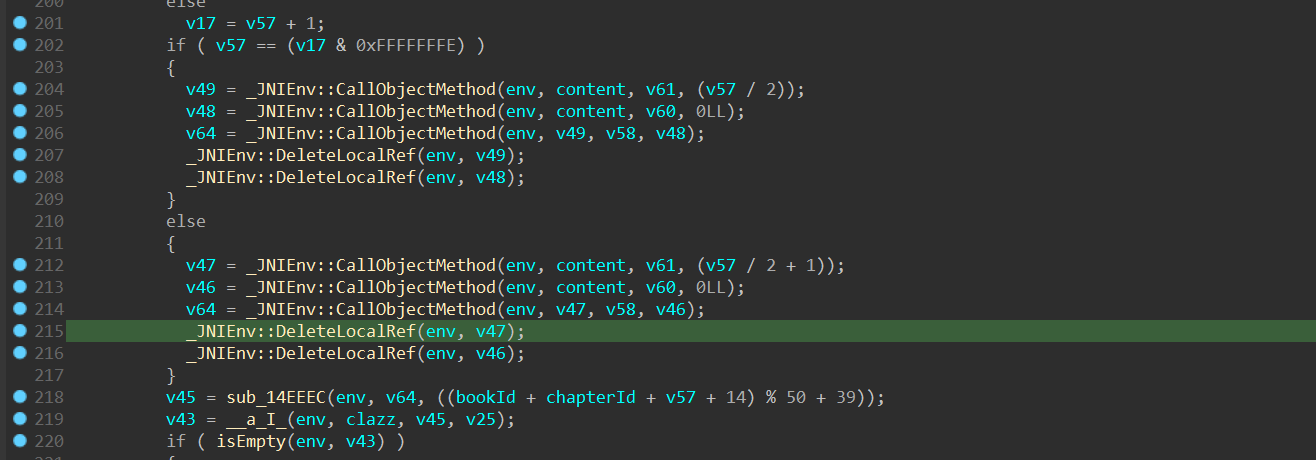 200 else
201 v17 = v57 + 1;
202 if ( v57 == (v17 & 0xFFFFFFFE) )
203 {
204 v49 = _JNIEnv::CallObjectMethod(env, content, v61, (v57 / 2));
205 v48 = _JNIEnv::CallObjectMethod(env, content, v60, 0LL);
206 v64 = _JNIEnv::CallObjectMethod(env, v49, v58, v48);
207 _JNIEnv::DeleteLocalRef(env, v49);
208 _JNIEnv::DeleteLocalRef(env, v48);
209 }
210 else
211 {
212 v47 = _JNIEnv::CallObjectMethod(env, content, v61, (v57 / 2 + 1));
213 v46 = _JNIEnv::CallObjectMethod(env, content, v60, 0LL);
214 v64 = _JNIEnv::CallObjectMethod(env, v47, v58, v46);
215 _JNIEnv::DeleteLocalRef(env, v47);
216 _JNIEnv::DeleteLocalRef(env, v46);
217 }
218 v45 = sub_14EEEC(env, v64, ((bookId + chapterId + v57 + 14) % 50 + 39));
219 v43 = __a_I_(env, clazz, v45, v25);
220 if ( isEmpty(env, v43) )